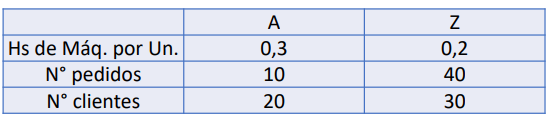 A Z
Hs de Máq. por Un. 0,3 0,2
N° pedidos 10 40
N° clientes 20 30